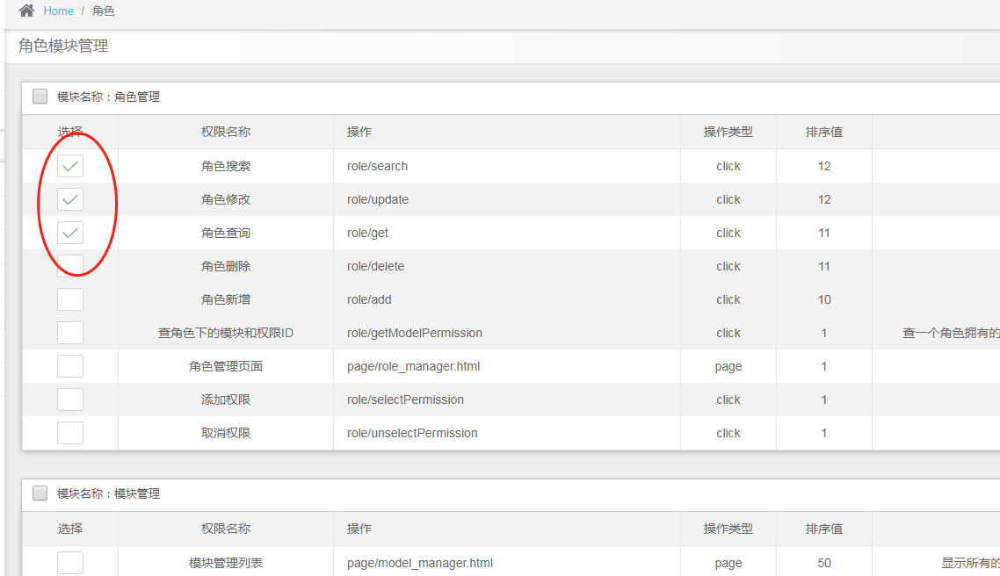 Home / 角色
角色模块管理
模块名称：角色管理
选择 权限名称 操作 操作类型 排序值
角色搜索 role/search click 12
角色修改 role/update click 12
角色查询 role/get click 11
角色删除 role/delete click 11
角色新增 role/add click 10
查角色下的模块和权限ID role/getModelPermission click 1 查一个角色拥有的
角色管理页面 page/role_manager.html page 1
添加权限 role/selectPermission click 1
取消权限 role/unselectPermission click 1
模块名称：模块管理
选择 权限名称 操作 操作类型 排序值
模块管理列表 page/model_manager.html page 50 显示所有的